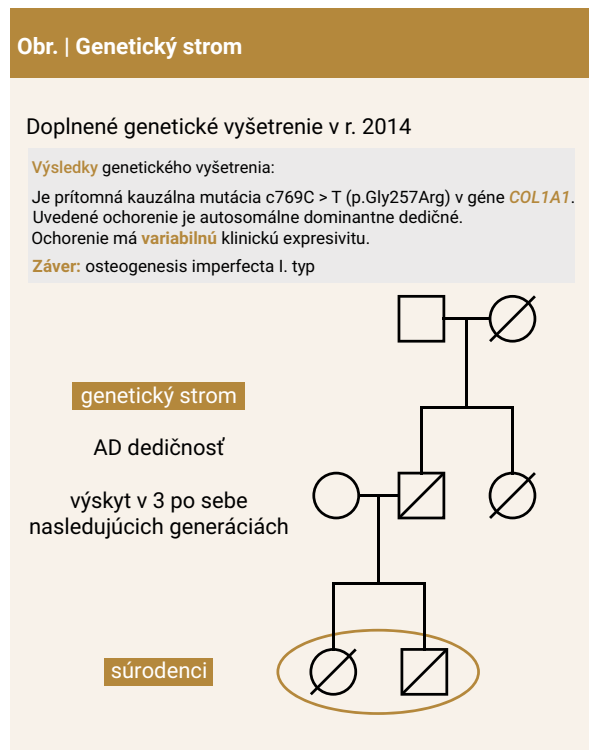 Obr. | Genetický strom
Doplnené genetické vyšetrenie v r. 2014
Výsledky genetického vyšetrenia:
Je prítomná kauzálna mutácia c769C > T (p.Gly257Arg) v géne COL1A1.
Uvedené ochorenie je autosomálne dominantne dedičné.
Ochorenie má variabilnú klinickú expresivitu.
Záver: osteogenesis imperfecta I. typ
genetický strom
AD dedičnosť
výskyt v 3 po sebe
nasledujúcich generáciách
súrodenci